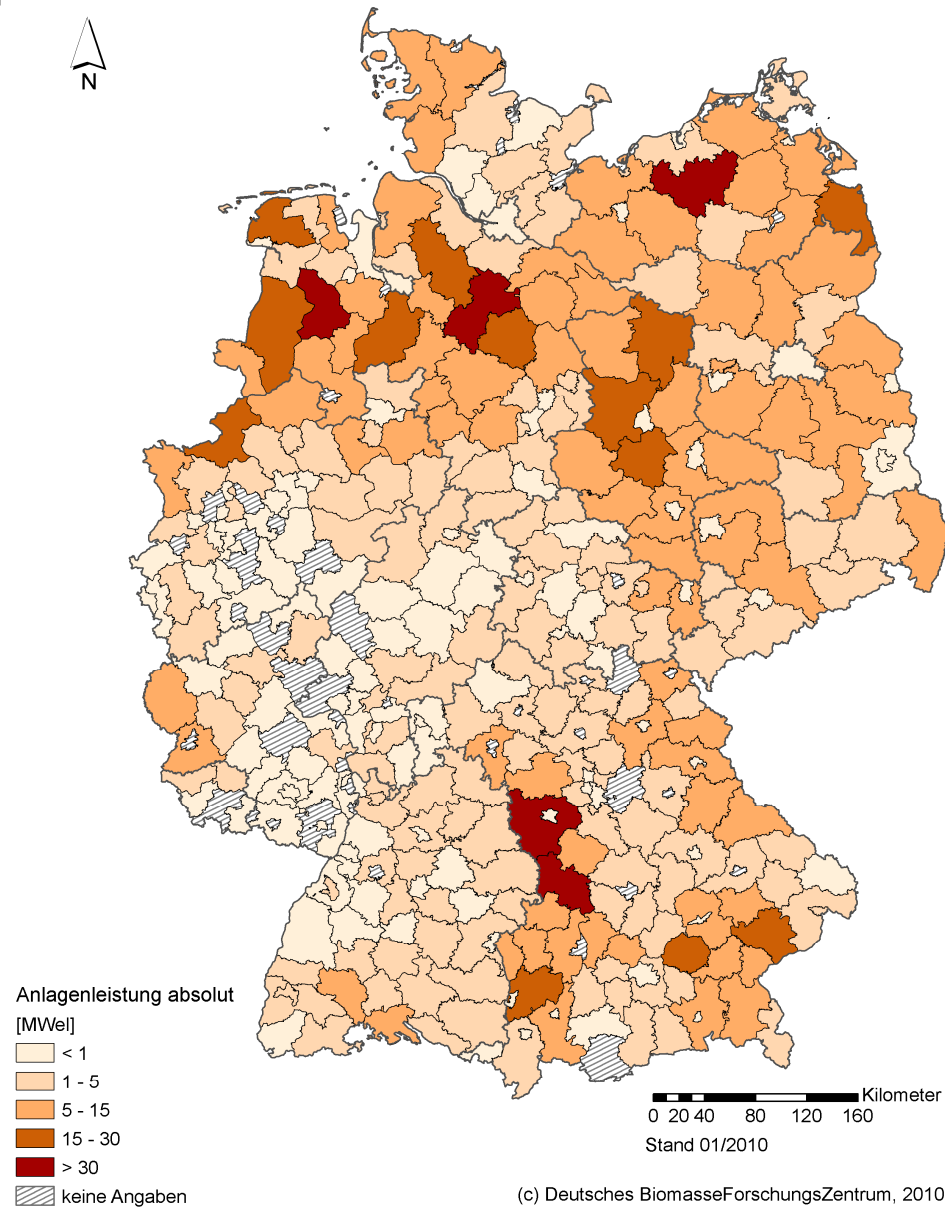 N
Anlagenleistung absolut
[MWel]
< 1
1 - 5
5 - 15
15 - 30
> 30
keine Angaben
Kilometer
0 20 40 80 120 160
Stand 01/2010
(c) Deutsches BiomasseForschungsZentrum, 2010